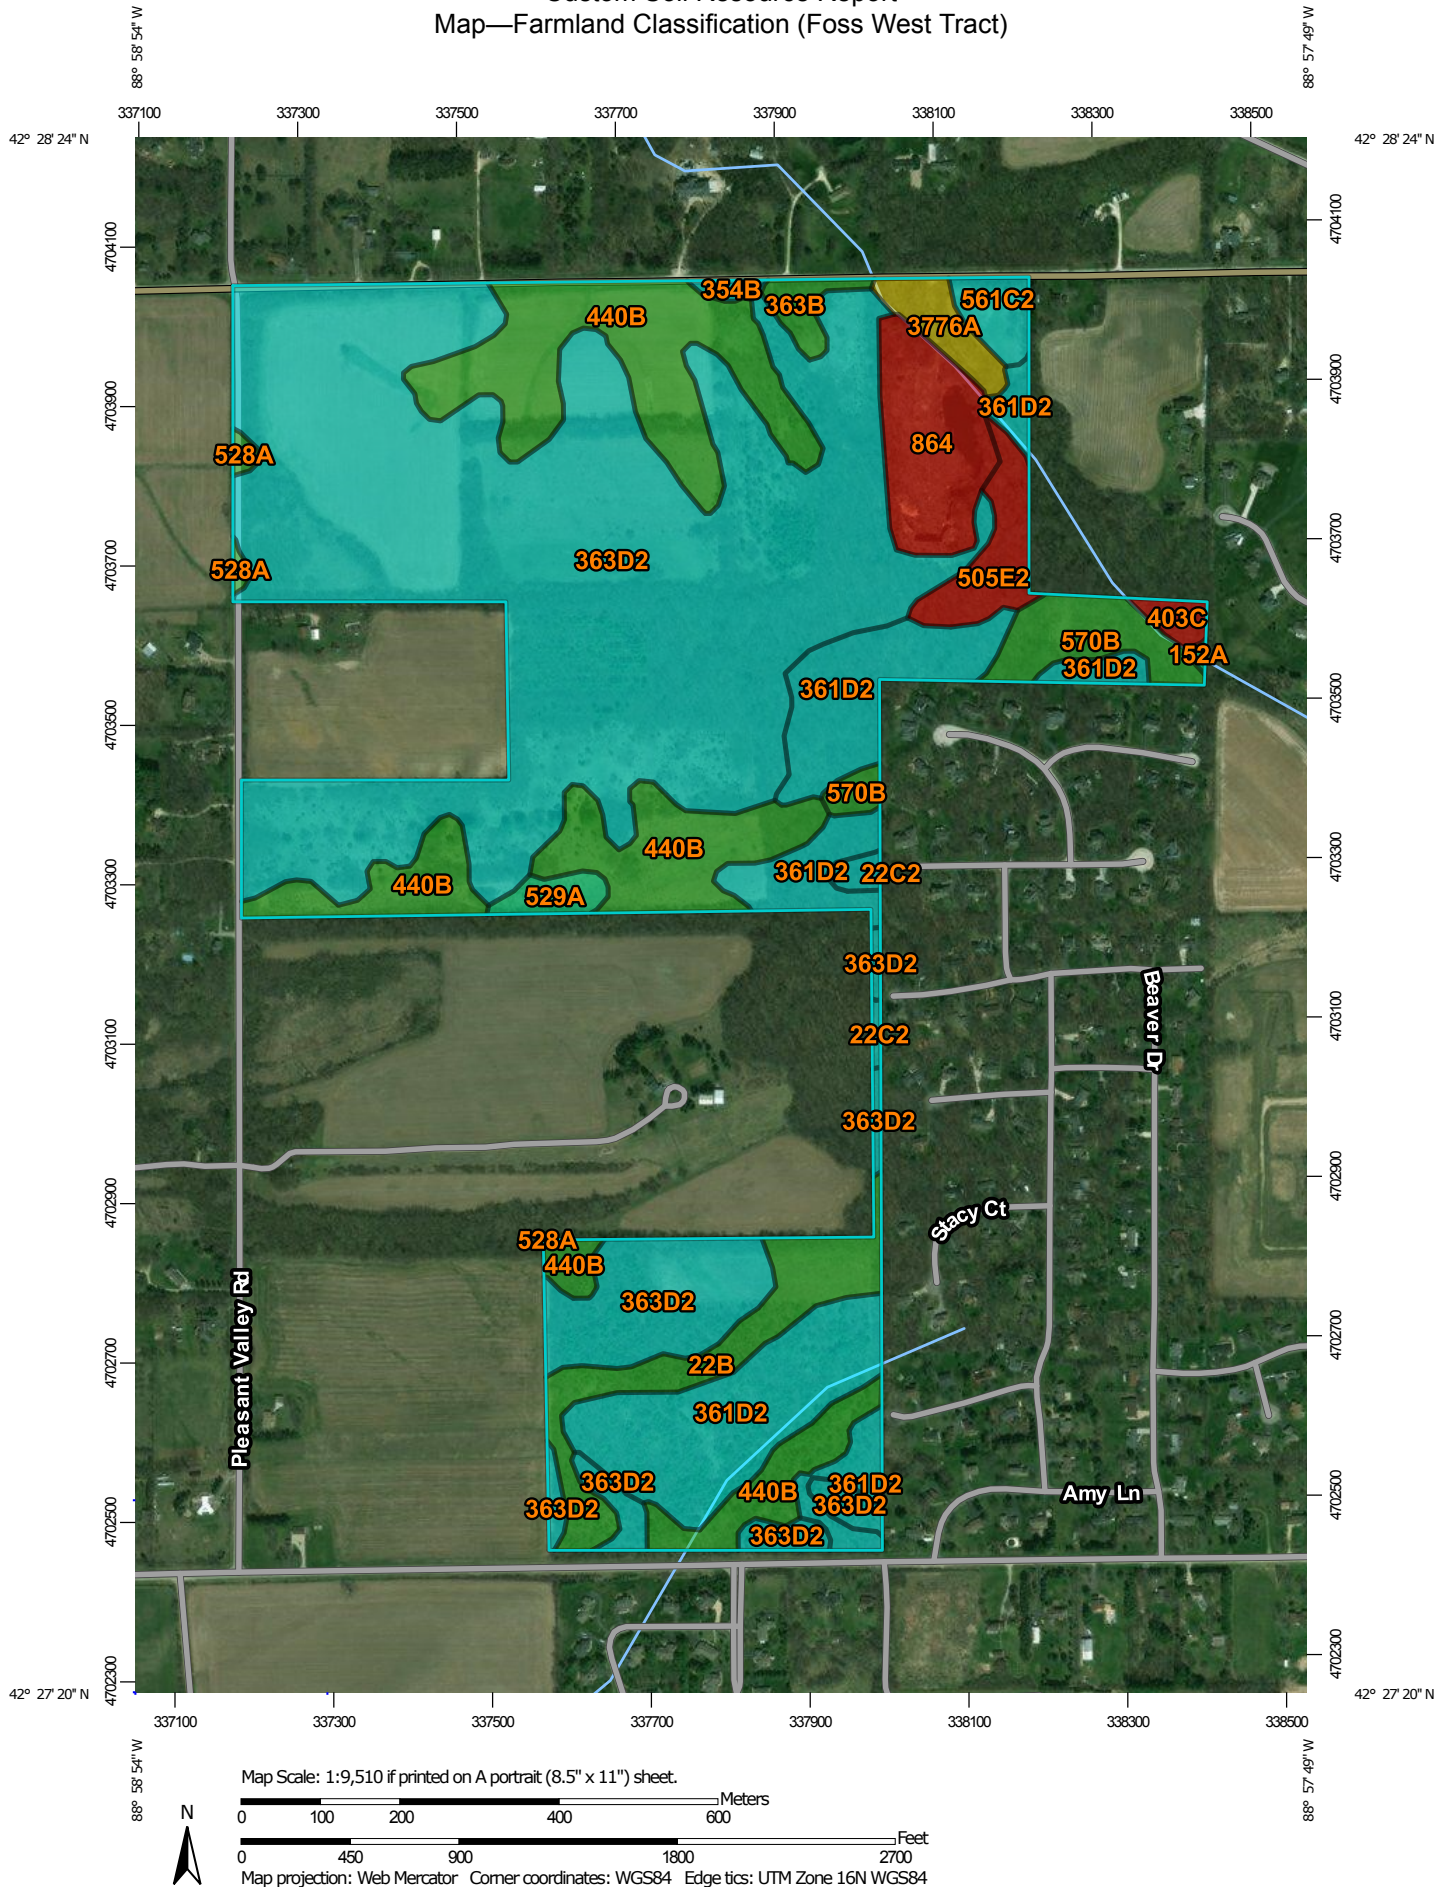 Custom Soil Resource Report
Map—Farmland Classification (Foss West Tract)
88° 58' 54" W
88° 57' 49" W
337100 337300 337500 337700 337900 338100 338300 338500
42° 28' 24" N
42° 28' 24" N
4704100
4704100
354B
561C2
363B
440B
3776A
4703900
4703900
361D2
864
528A
4703700
4703700
363D2
528A
505E2
403C
570B
152A
361D2
361D2
4703500
4703500
570B
440B
4703300
4703300
361D2
22C2
440B
529A
363D2
Beaver Dr
4703100
4703100
22C2
363D2
4702900
4702900
Stacy Ct
528A
440B
363D2
Pleasant Valley Rd
4702700
4702700
22B
361D2
363D2
361D2
440B
Amy Ln
363D2
363D2
4702500
4702500
363D2
4702300
4702300
42° 27' 20" N
42° 27' 20" N
337100 337300 337500 337700 337900 338100 338300 338500
88° 58' 54" W
88° 57' 49" W
Map Scale: 1:9,510 if printed on A portrait (8.5" x 11") sheet.
Meters
0 100 200 400 600
N
Feet
0 450 900 1800 2700
Map projection: Web Mercator Corner coordinates: WGS84 Edge tics: UTM Zone 16N WGS84